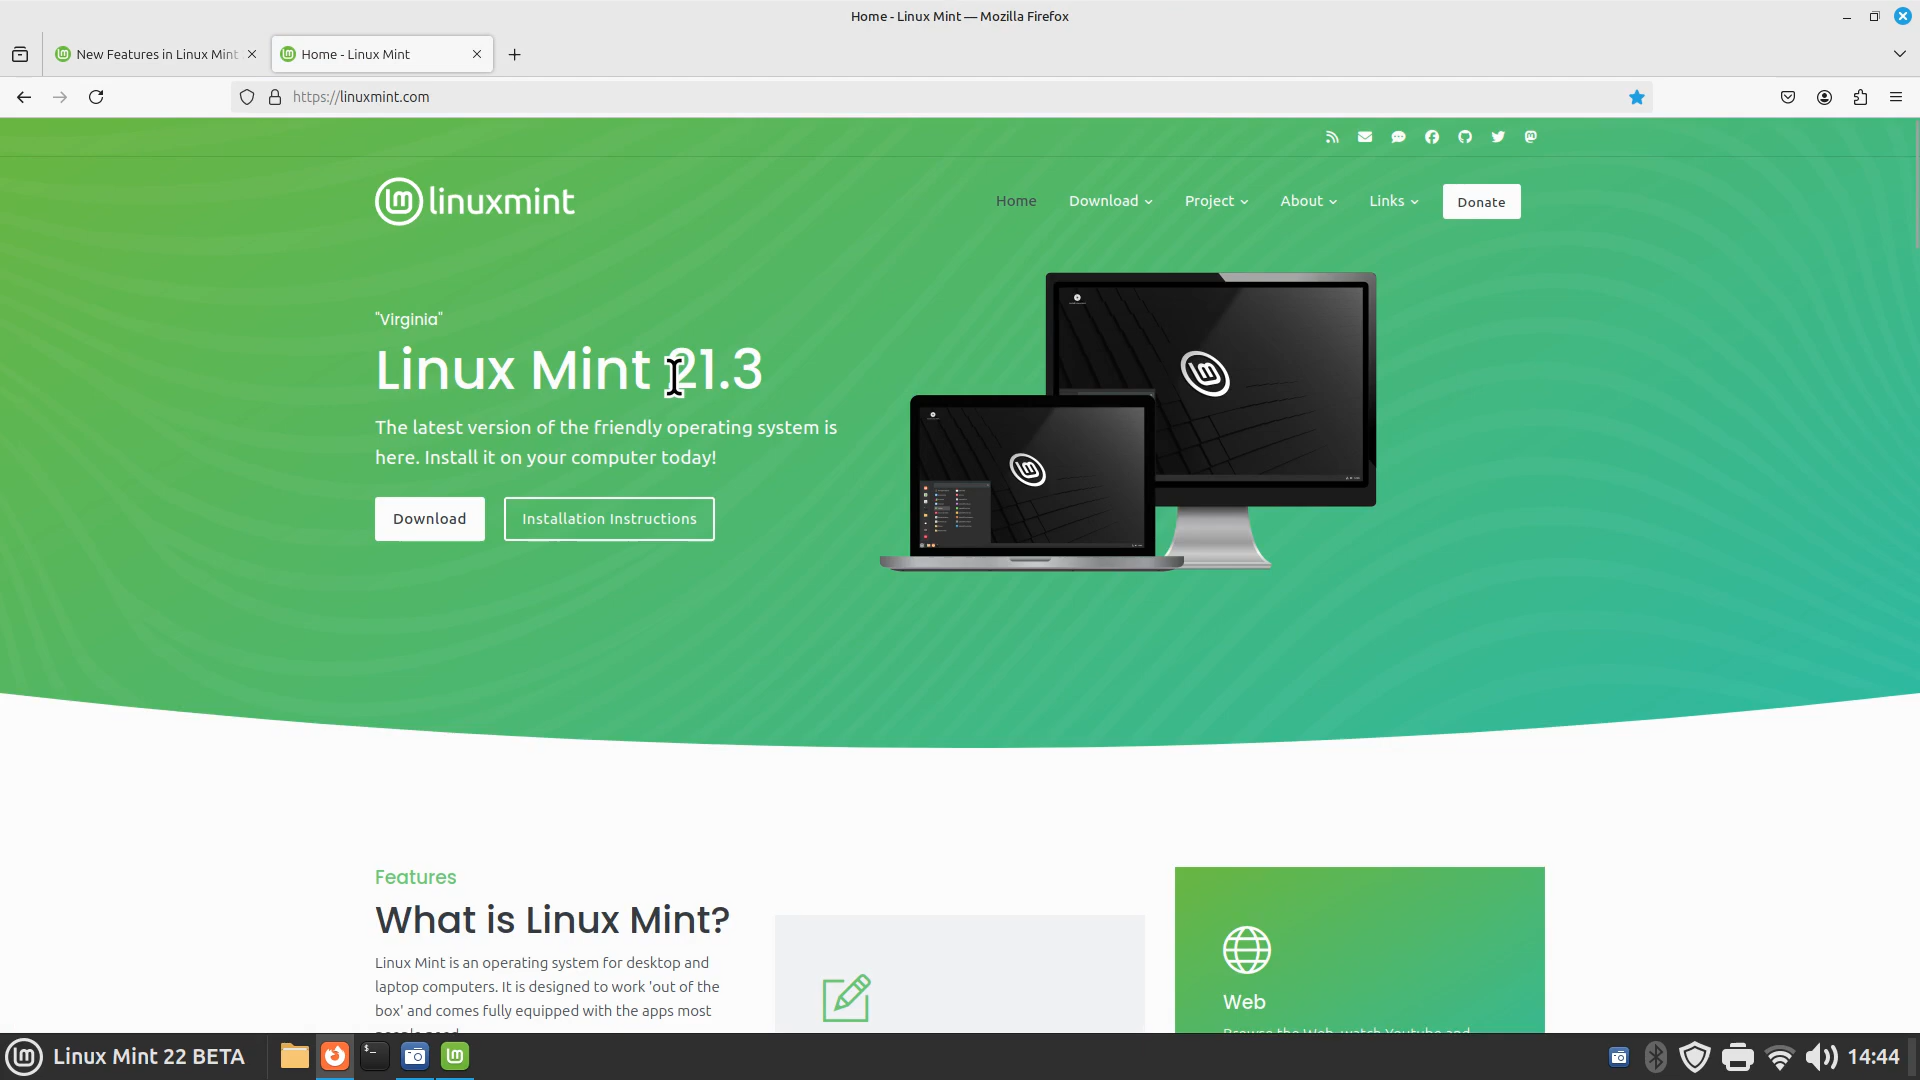 Home - Linux Mint — Mozilla Firefox
New Features in Linux Mint
Home - Linux Mint
https://linuxmint.com
linuxmint
Home
Download
Project
About
Links
Donate
"Virginia"
Linux Mint 21.3
The latest version of the friendly operating system is
here. Install it on your computer today!
Download
Installation Instructions
Features
What is Linux Mint?
Linux Mint is an operating system for desktop and
laptop computers. It is designed to work 'out of the
box' and comes fully equipped with the apps most
people need.
Web
Browse the Web, watch Youtube and
Linux Mint 22 BETA
14:44